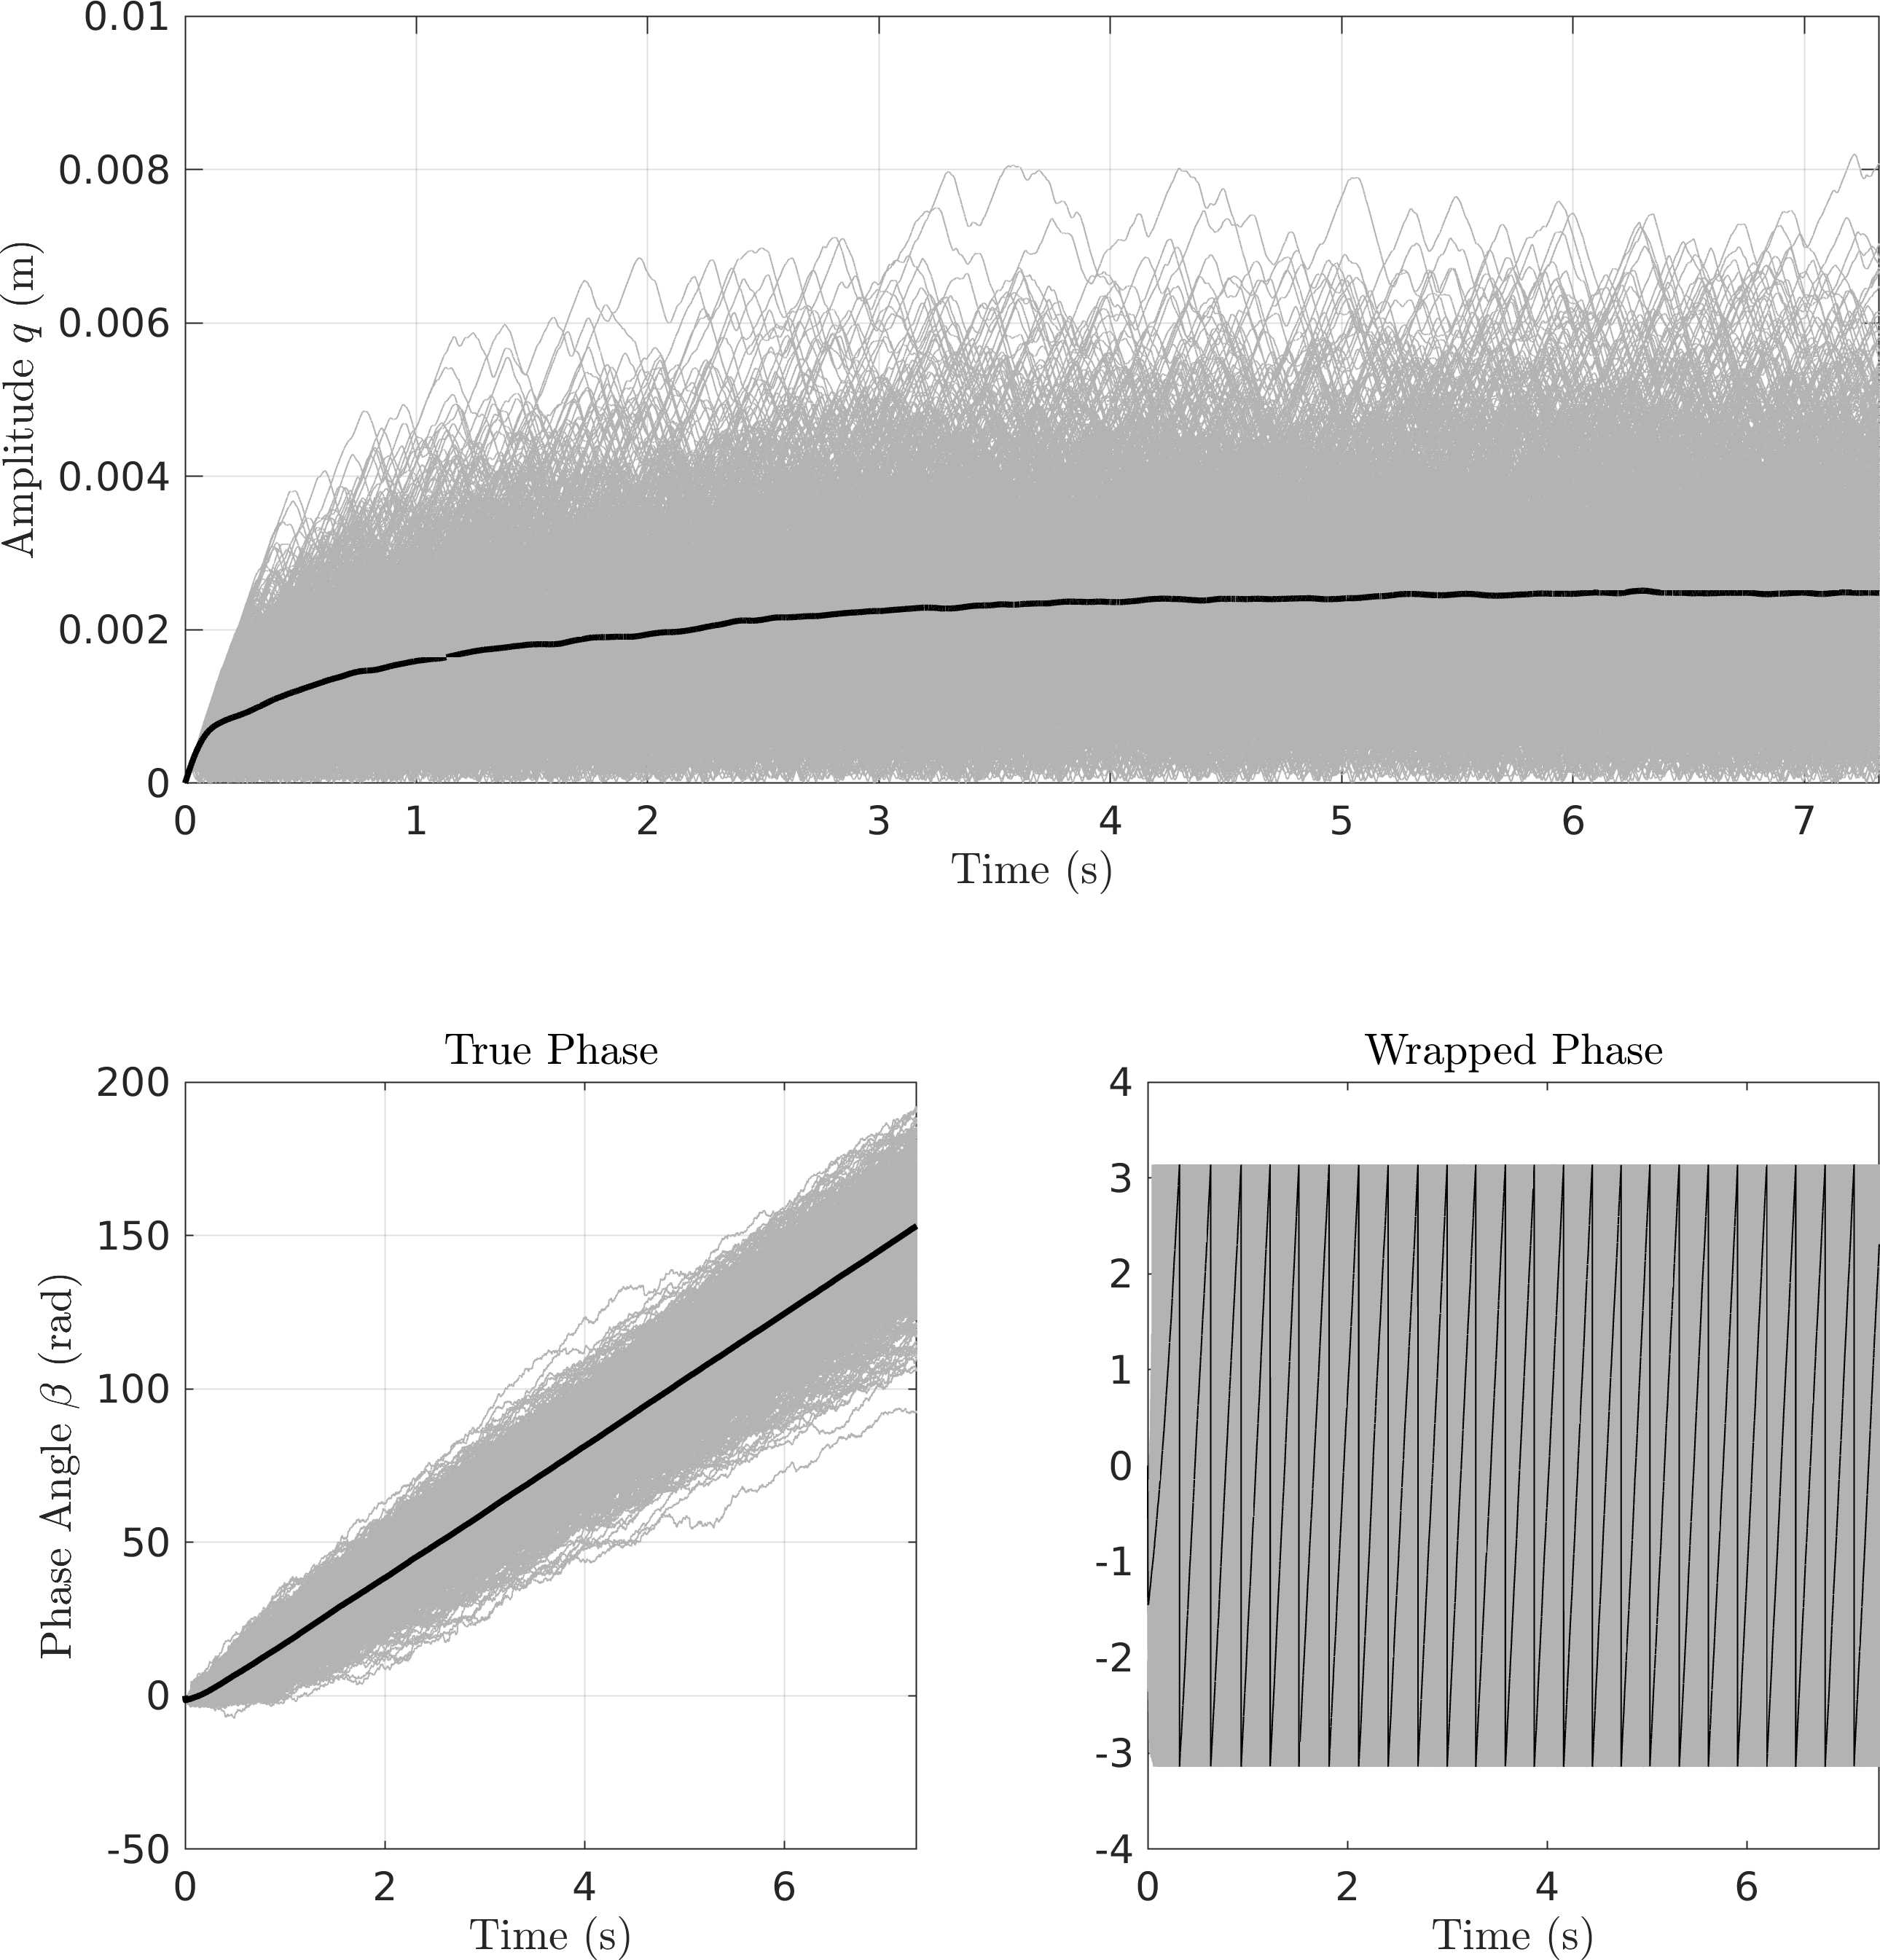 0.01
0.008
0.006
0.004
0.002
0
Amplitude q (m)
0 1 2 3 4 5 6 7
Time (s)
True Phase
200
150
100
50
0
-50
Phase Angle β (rad)
0 2 4 6
Time (s)
Wrapped Phase
4
3
2
1
0
-1
-2
-3
-4
0 2 4 6
Time (s)